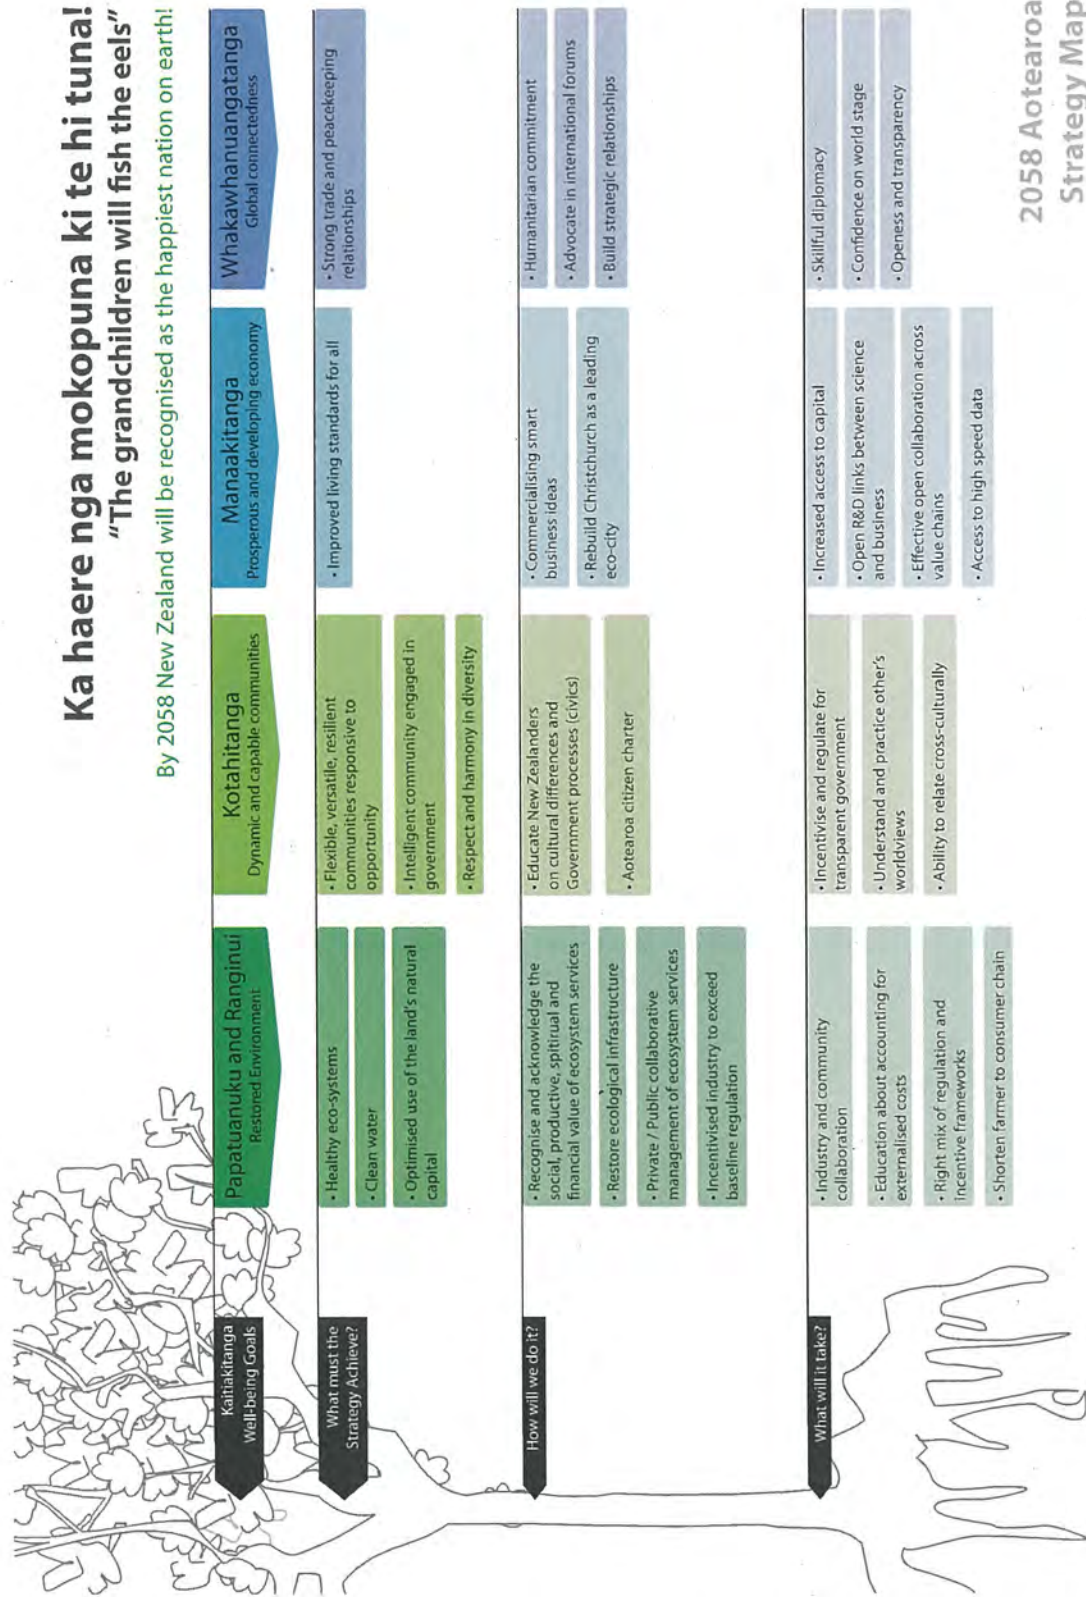 Ka haere nga mokopuna ki te hi tuna!
“The grandchildren will fish the eels”
By 2058 New Zealand will be recognised as the happiest nation on earth!
Kaitiakitanga
Well-being Goals
Papatuanuku and Ranginui
Restored Environment
Kotahitanga
Dynamic and capable communities
Manaakitanga
Prosperous and developing economy
Whakawhanuangatanga
Global connectedness
What must the
Strategy Achieve?
• Healthy eco-systems
• Clean water
• Optimised use of the land's natural
capital
• Flexible, versatile, resilient
communities responsive to
opportunity
• Intelligent community engaged in
government
• Respect and harmony in diversity
• Improved living standards for all
• Strong trade and peacekeeping
relationships
How will we do it?
• Recognise and acknowledge the
social, productive, spitirual and
financial value of ecosystem services
• Restore ecological infrastructure
• Private / Public collaborative
management of ecosystem services
• Incentivised industry to exceed
baseline regulation
• Educate New Zealanders
on cultural differences and
Government processes (civics)
• Aotearoa citizen charter
• Commercialising smart
business ideas
• Rebuild Christchurch as a leading
eco-city
• Humanitarian commitment
• Advocate in international forums
• Build strategic relationships
What will it take?
• Industry and community
collaboration
• Education about accounting for
externalised costs
• Right mix of regulation and
incentive frameworks
• Shorten farmer to consumer chain
• Incentivise and regulate for
transparent government
• Understand and practice other's
worldviews
• Ability to relate cross-culturally
• Increased access to capital
• Open R&D links between science
and business
• Effective open collaboration across
value chains
• Access to high speed data
• Skillful diplomacy
• Confidence on world stage
• Openess and transparency
2058 Aotearoa
Strategy Map